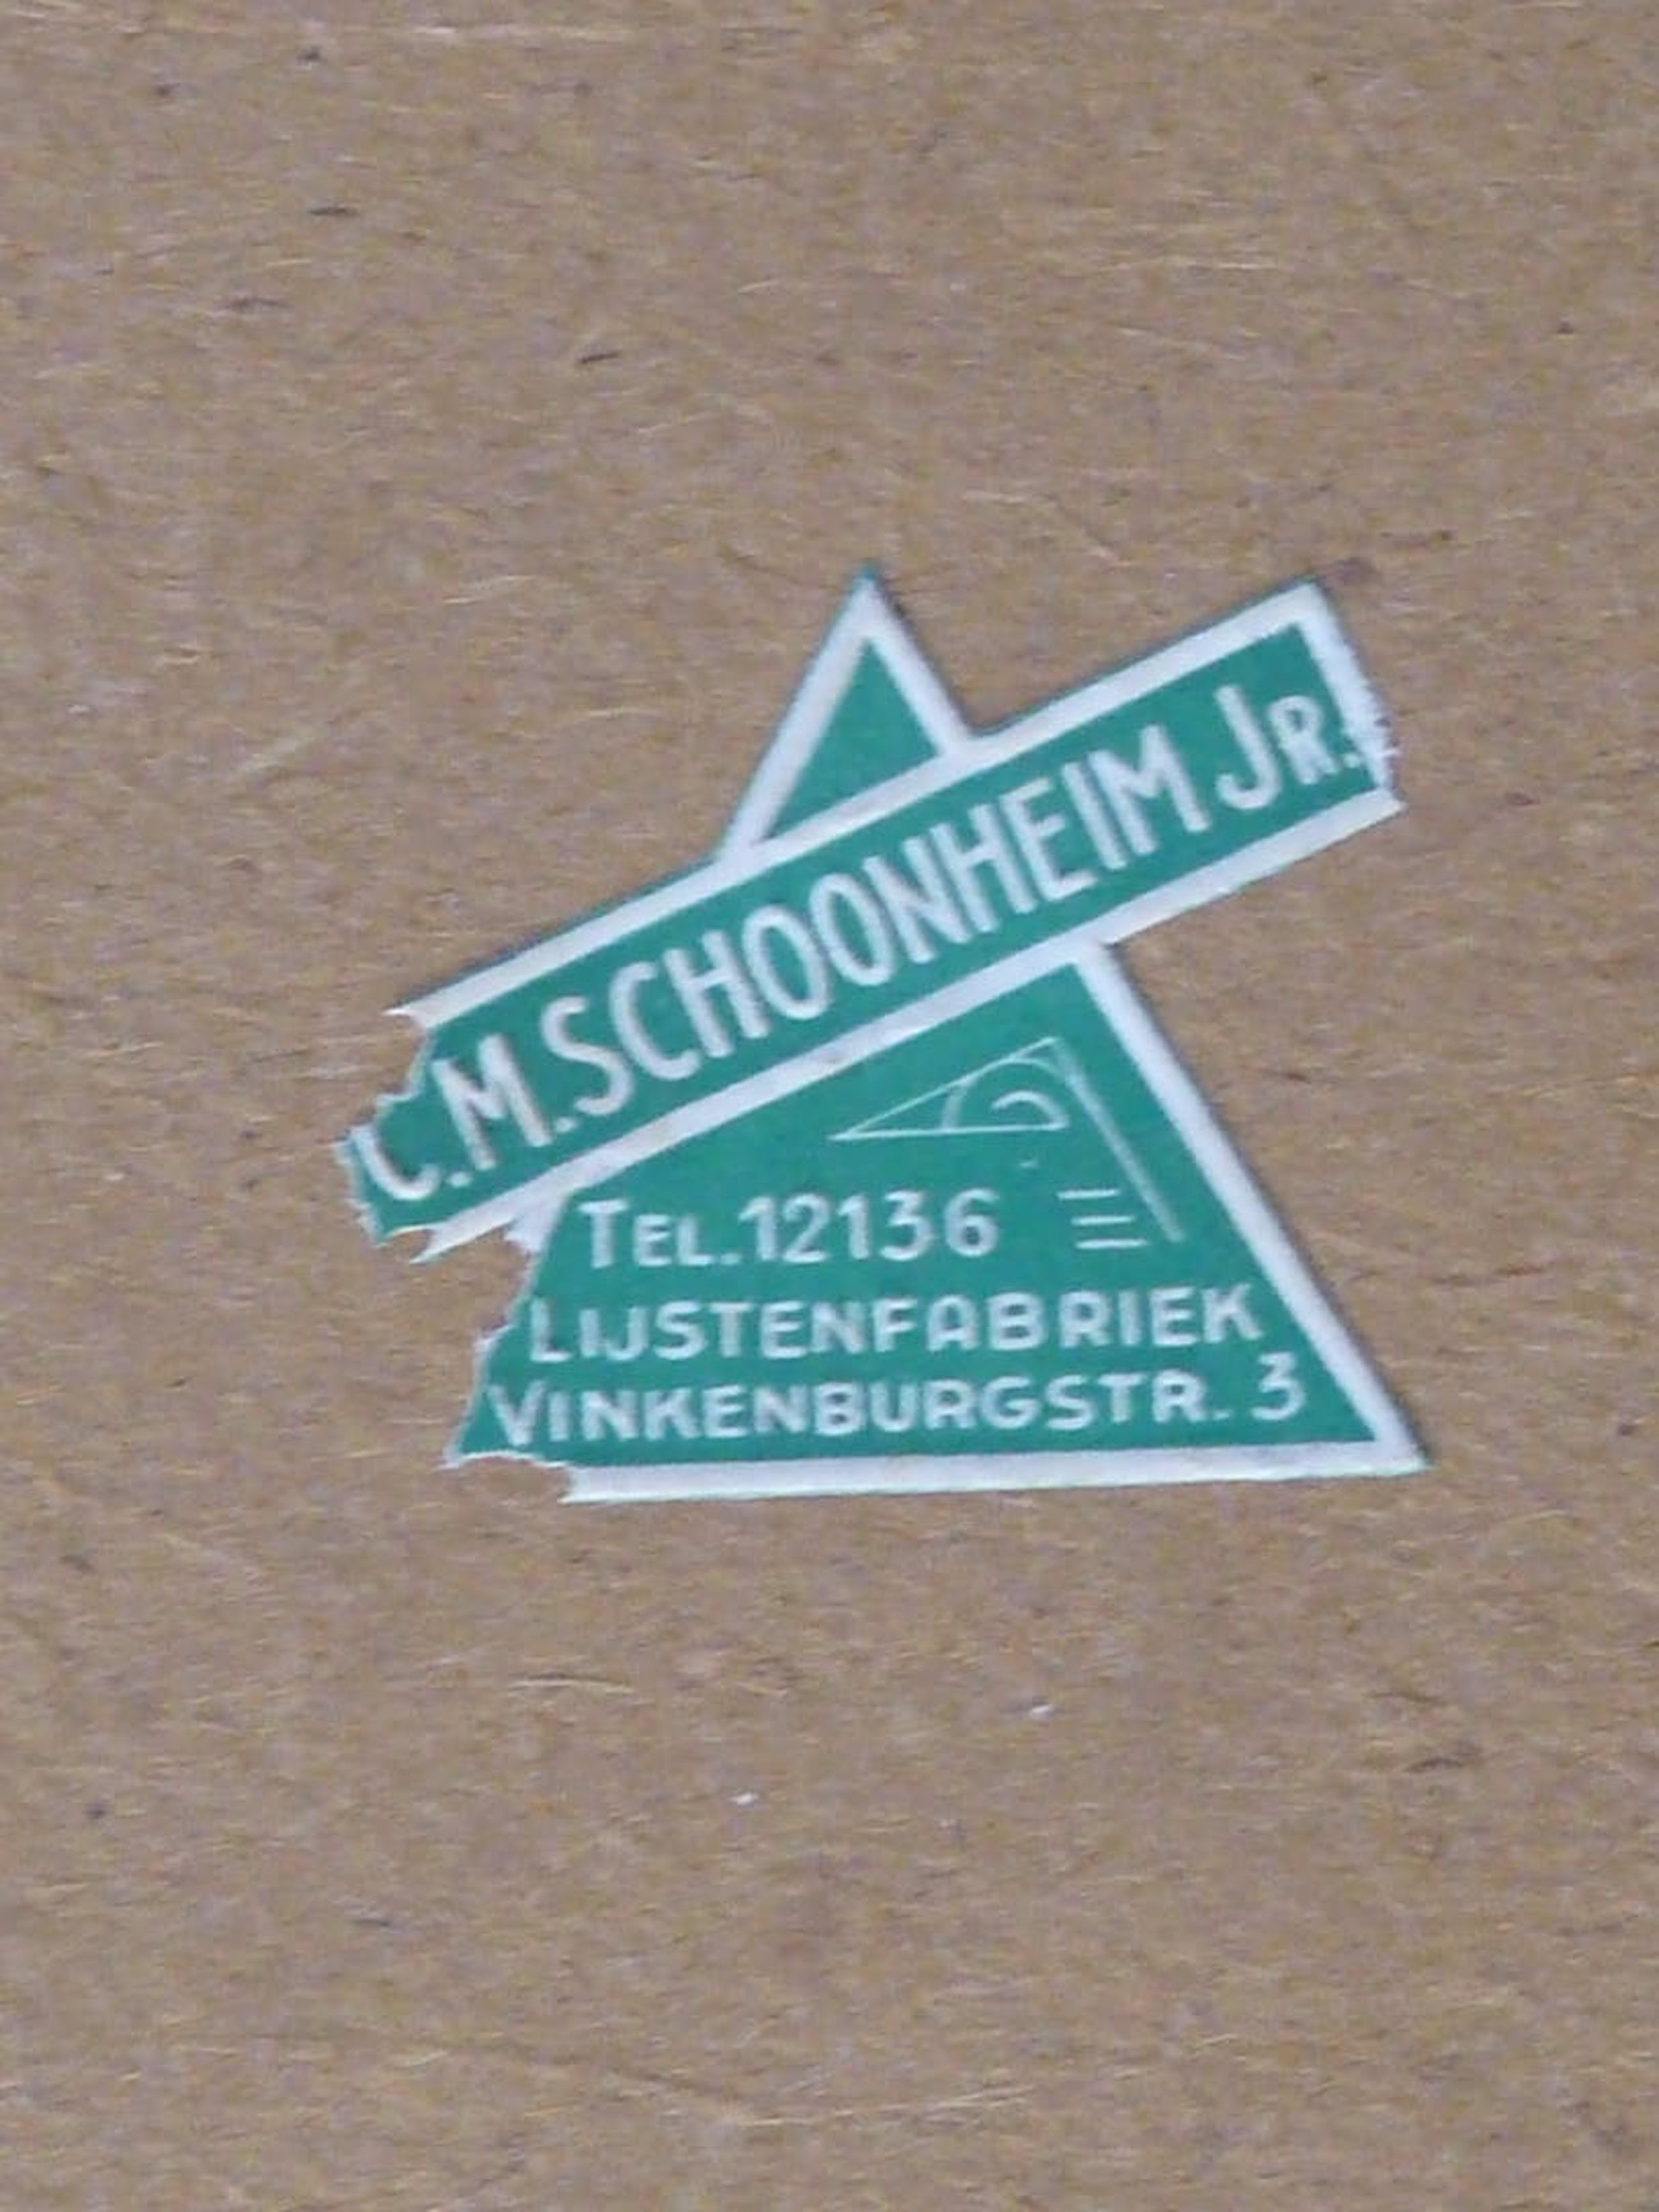 C.M. SCHOONHEIM JR.
TEL. 12136
LIJSTENFABRIEK
VINKENBURGSTR. 3